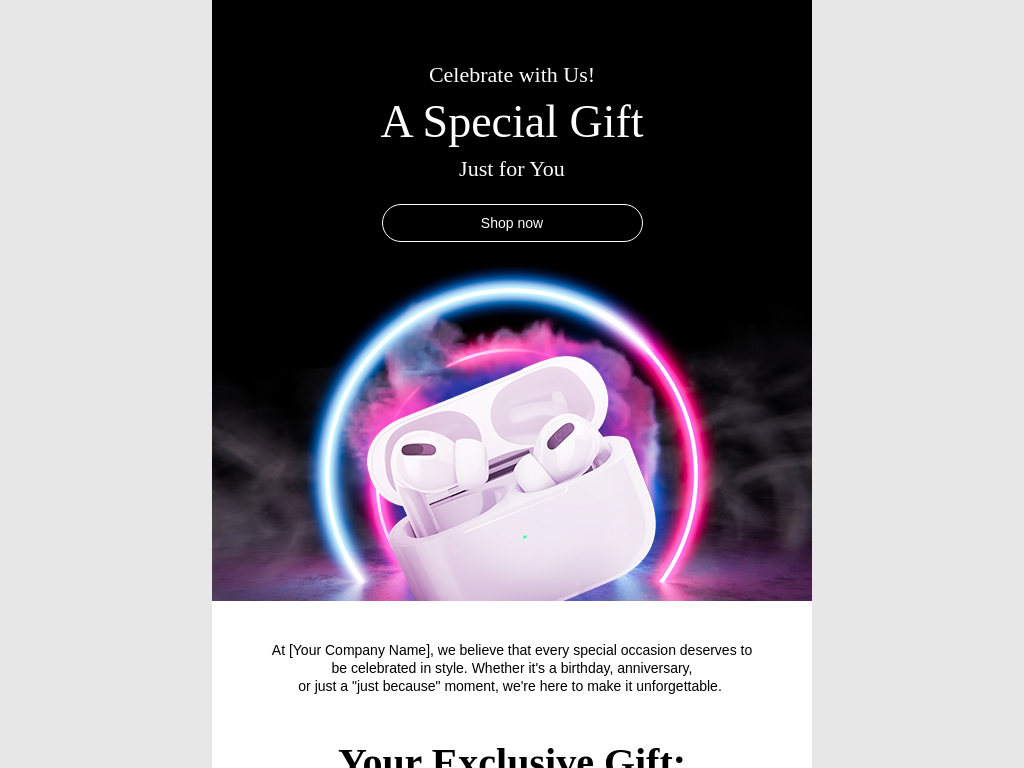 Celebrate with Us!
A Special Gift
Just for You
Shop now
At [Your Company Name], we believe that every special occasion deserves to
be celebrated in style. Whether it's a birthday, anniversary,
or just a "just because" moment, we're here to make it unforgettable.
Your Exclusive Gift: